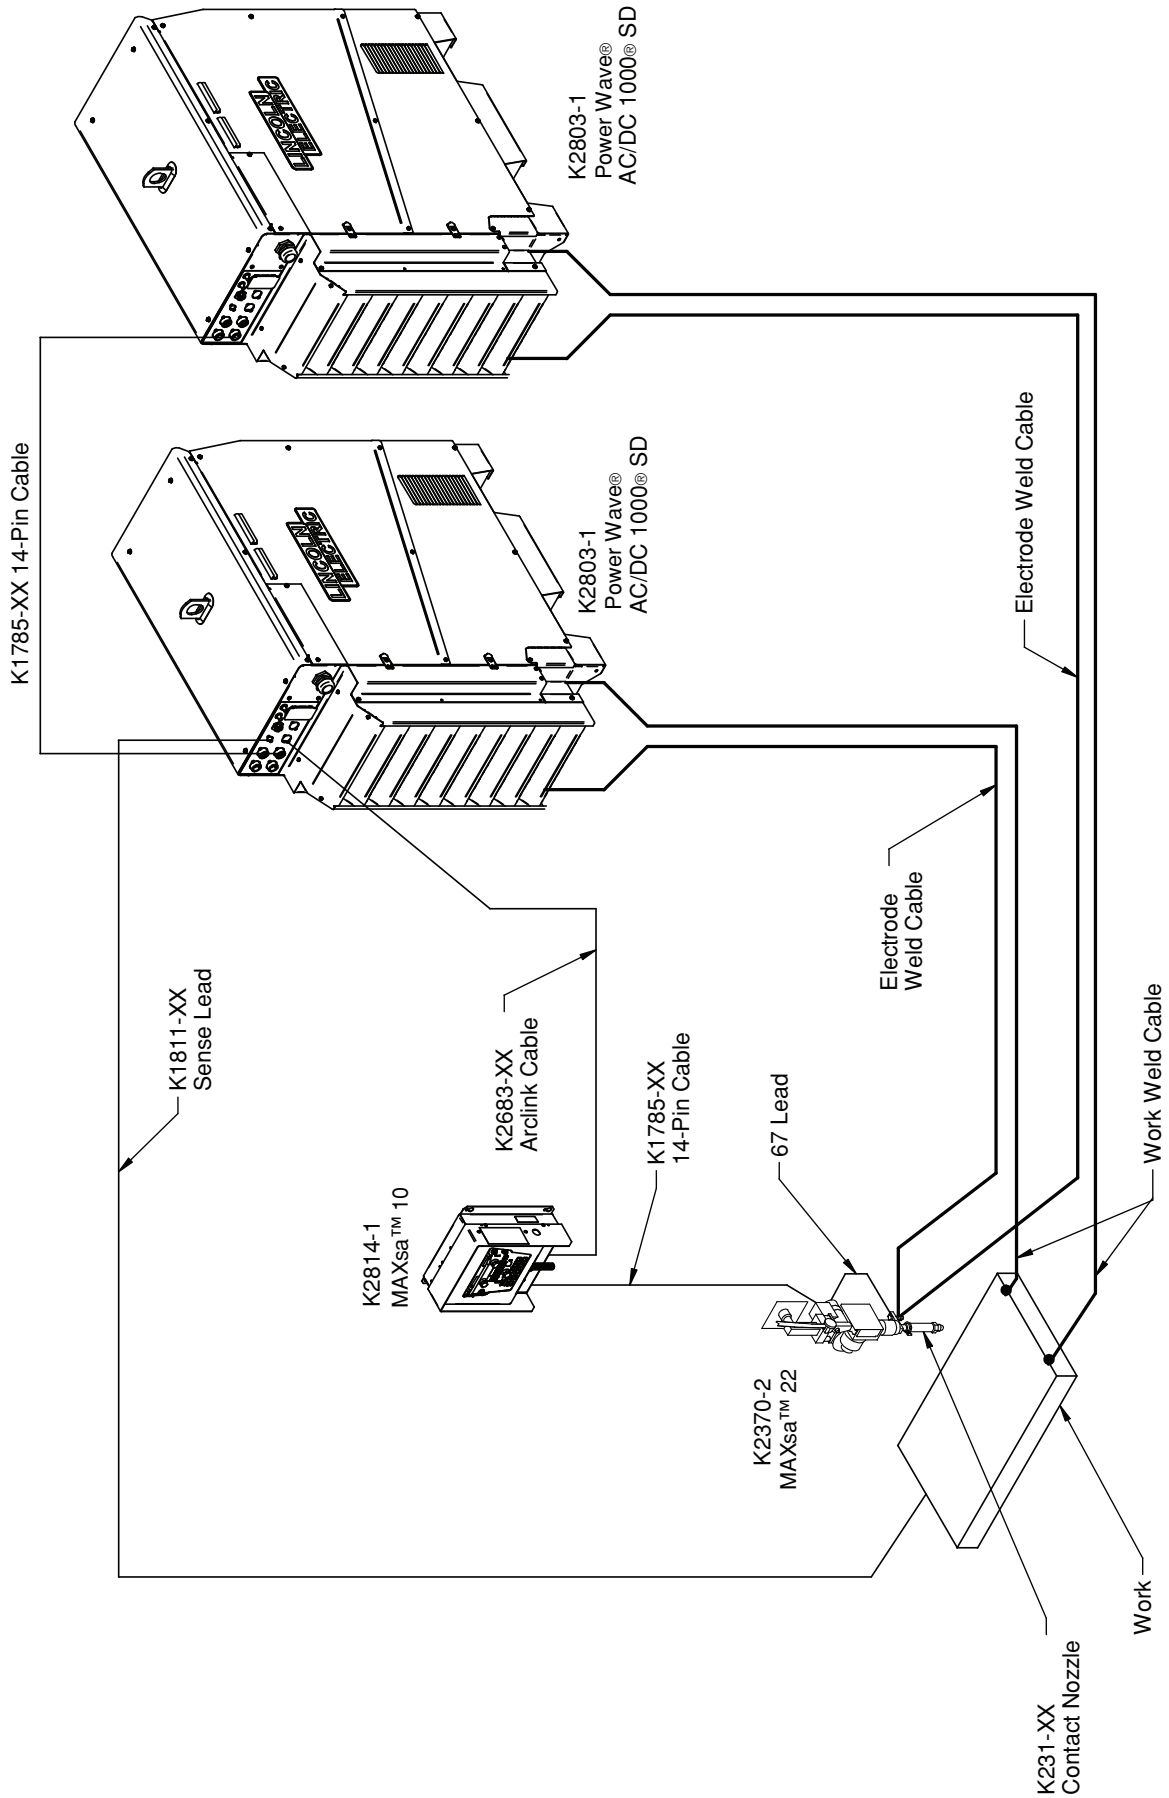 K1785-XX 14-Pin Cable
K1811-XX
Sense Lead
K2814-1
MAXsa™ 10
K2683-XX
Arclink Cable
K1785-XX
14-Pin Cable
67 Lead
K2370-2
MAXsa™ 22
K231-XX
Contact Nozzle
Work
Work Weld Cable
Electrode
Weld Cable
Electrode Weld Cable
K2803-1
Power Wave®
AC/DC 1000® SD
K2803-1
Power Wave®
AC/DC 1000® SD
LINCOLN
ELECTRIC
LINCOLN
ELECTRIC